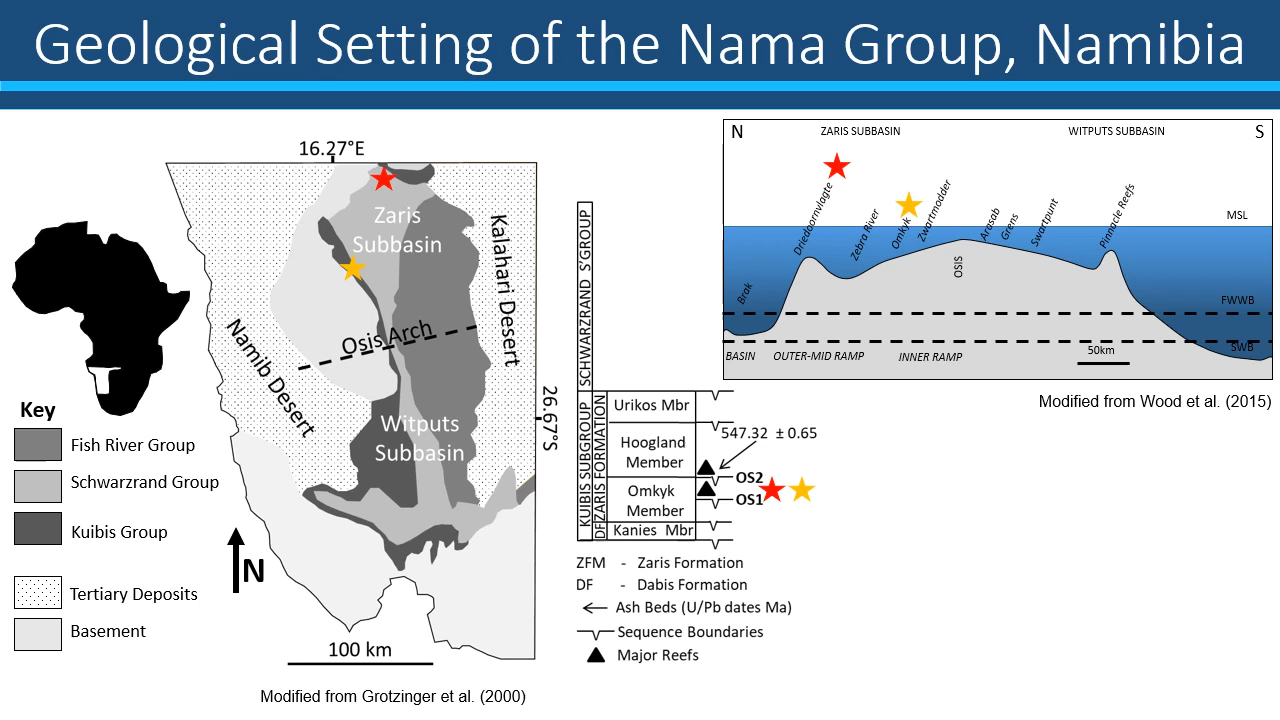 Geological Setting of the Nama Group, Namibia
16.27°E
Zaris
Subbasin
Kalahari Desert
Namib Desert
Osis Arch
Witputs
Subbasin
26.67°S
Key
Fish River Group
Schwarzrand Group
Kuibis Group
Tertiary Deposits
Basement
N
100 km
Modified from Grotzinger et al. (2000)
SCHWARZRAND S'GROUP
KUIBIS SUBGROUP
DF
ZARIS FORMATION
Urikos Mbr
Hoogland
Member
Omkyk
Member
Kanies Mbr
547.32 ± 0.65
OS2
OS1
ZFM - Zaris Formation
DF - Dabis Formation
Ash Beds (U/Pb dates Ma)
Sequence Boundaries
Major Reefs
N
ZARIS SUBBASIN
WITPUTS SUBBASIN
S
Brak
Driedoornvlagte
Zebra River
Omkyk
Zwartmodder
Arasab
Grens
Swartpunt
Pinnacle Reefs
MSL
OSIS
FWWB
SWB
BASIN
OUTER-MID RAMP
INNER RAMP
50km
Modified from Wood et al. (2015)